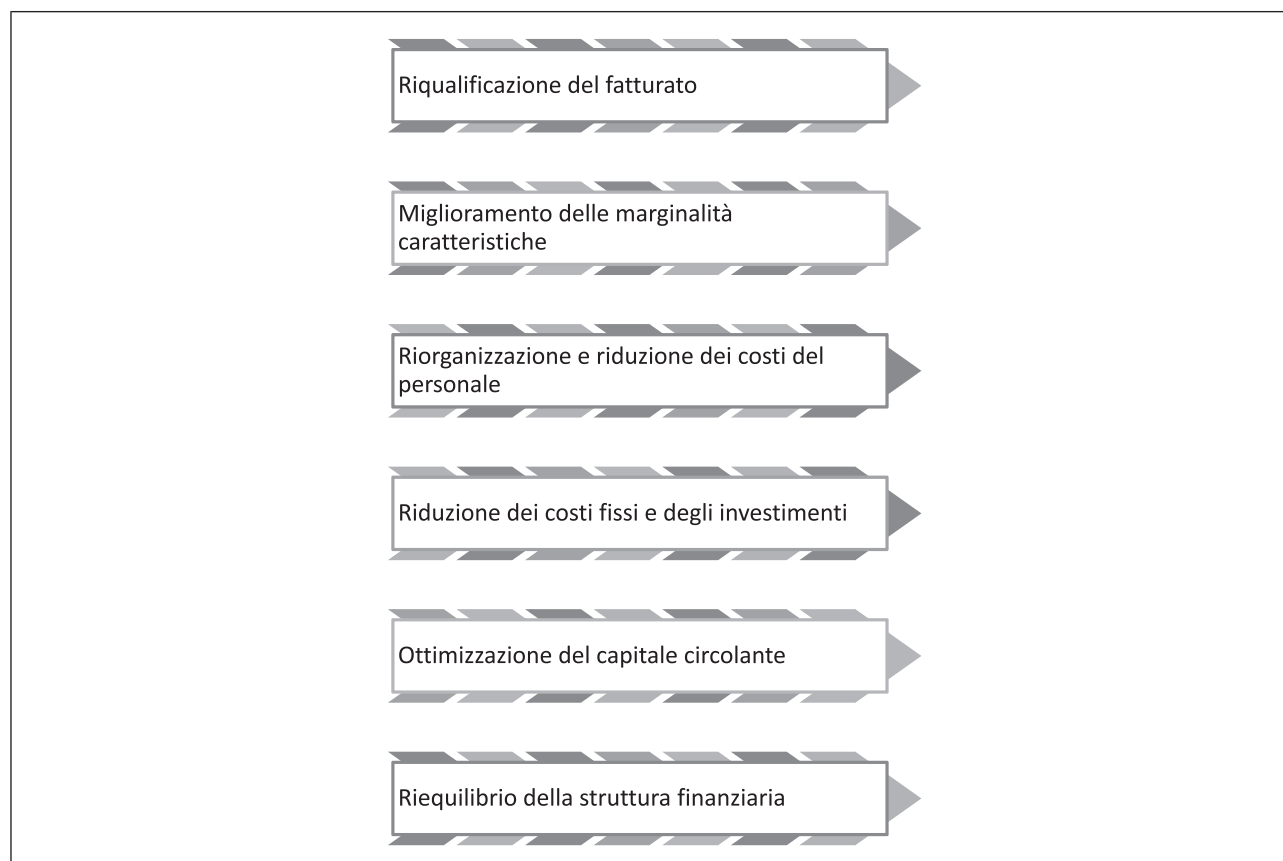 Riqualificazione del fatturato
Miglioramento delle marginalità
caratteristiche
Riorganizzazione e riduzione dei costi del
personale
Riduzione dei costi fissi e degli investimenti
Ottimizzazione del capitale circolante
Riequilibrio della struttura finanziaria